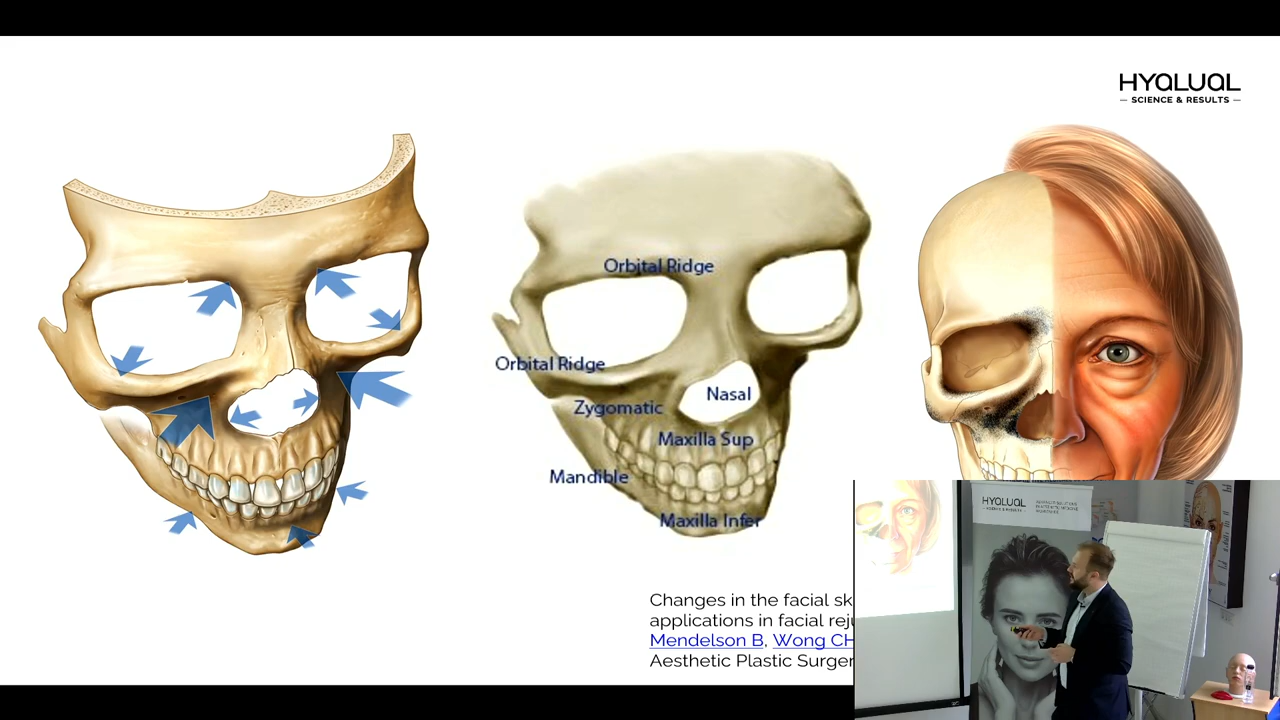 HYALUAL
SCIENCE & RESULTS
Orbital Ridge
Orbital Ridge
Nasal
Zygomatic
Maxilla Sup
Mandible
Maxilla Infer
Changes in the facial sk
applications in facial reju
Mendelson B, Wong CH
Aesthetic Plastic Surger
HYALUAL